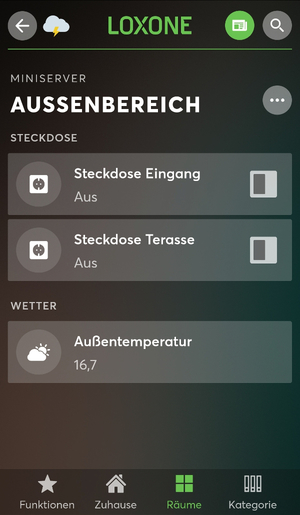 LOXONE
MINISERVER
AUSSENBEREICH
STECKDOSE
Steckdose Eingang
Aus
Steckdose Terasse
Aus
WETTER
Außentemperatur
16,7
Funktionen Zuhause Räume Kategorie